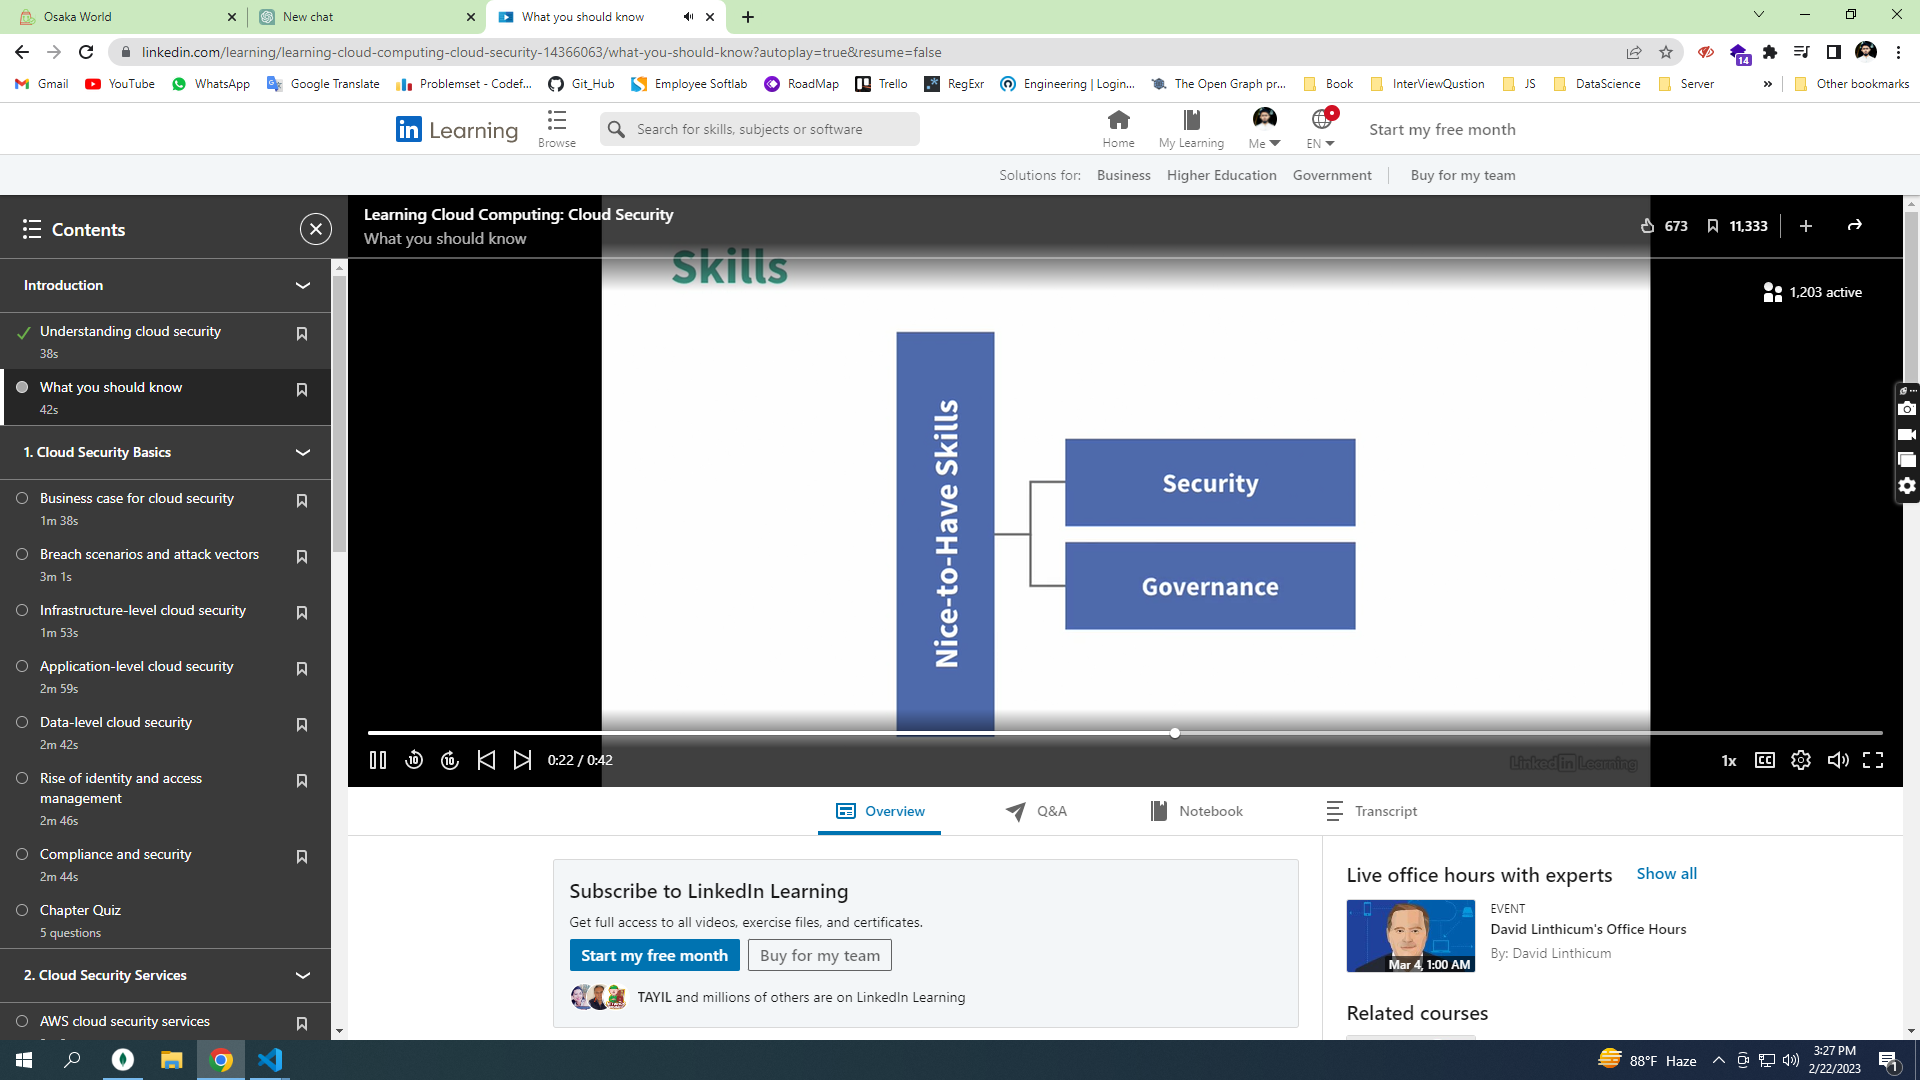 Osaka World
New chat
What you should know
linkedin.com/learning/learning-cloud-computing-cloud-security-14366063/what-you-should-know?autoplay=true&resume=false
14
Gmail
YouTube
WhatsApp
Google Translate
Problemset - Codef...
Git_Hub
Employee Softlab
RoadMap
Trello
RegExr
Engineering | Login...
The Open Graph pr...
Book
InterViewQustion
JS
DataScience
Server
»
Other bookmarks
in Learning
Browse
Search for skills, subjects or software
Home
My Learning
Me
EN
Start my free month
Solutions for:
Business
Higher Education
Government
Buy for my team
Contents
Introduction
Understanding cloud security
38s
What you should know
42s
1. Cloud Security Basics
Business case for cloud security
1m 38s
Breach scenarios and attack vectors
3m 1s
Infrastructure-level cloud security
1m 53s
Application-level cloud security
2m 59s
Data-level cloud security
2m 42s
Rise of identity and access
management
2m 46s
Compliance and security
2m 44s
Chapter Quiz
5 questions
2. Cloud Security Services
AWS cloud security services
Learning Cloud Computing: Cloud Security
What you should know
673
11,333
1,203 active
Skills
Nice-to-Have Skills
Security
Governance
10
10
0:22 / 0:42
LinkedIn Learning
1x
CC
Overview
Q&A
Notebook
Transcript
Subscribe to LinkedIn Learning
Get full access to all videos, exercise files, and certificates.
Start my free month
Buy for my team
TAYIL and millions of others are on LinkedIn Learning
Live office hours with experts
Show all
Mar 4, 1:00 AM
EVENT
David Linthicum's Office Hours
By: David Linthicum
Related courses
88°F Haze
3:27 PM
2/22/2023
1